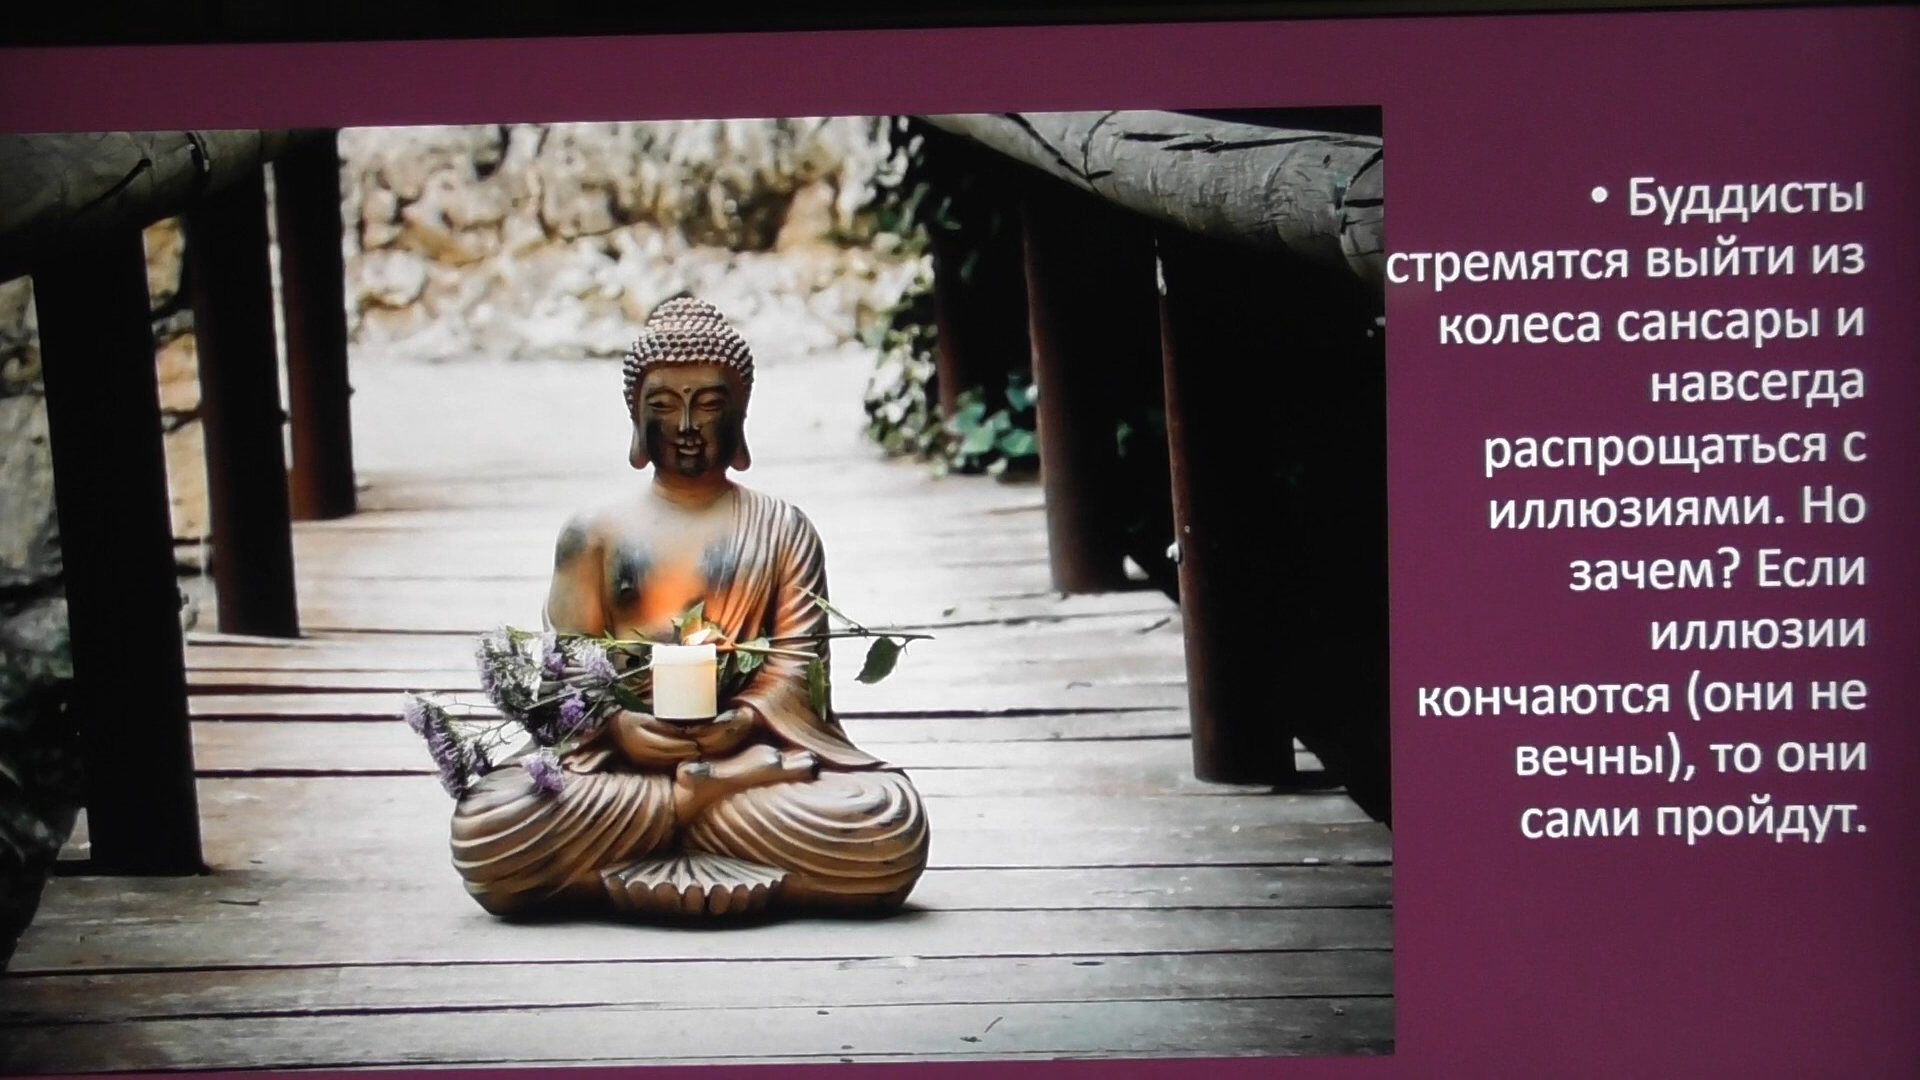 • Буддисты
стремятся выйти из
колеса сансары и
навсегда
распрощаться с
иллюзиями. Но
зачем? Если
иллюзии
кончаются (они не
вечны), то они
сами пройдут.